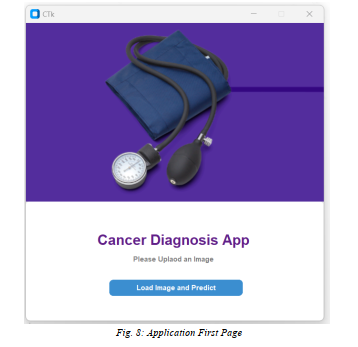 CTk
Cancer Diagnosis App
Please Uplaod an Image
Load Image and Predict
Fig. 8: Application First Page